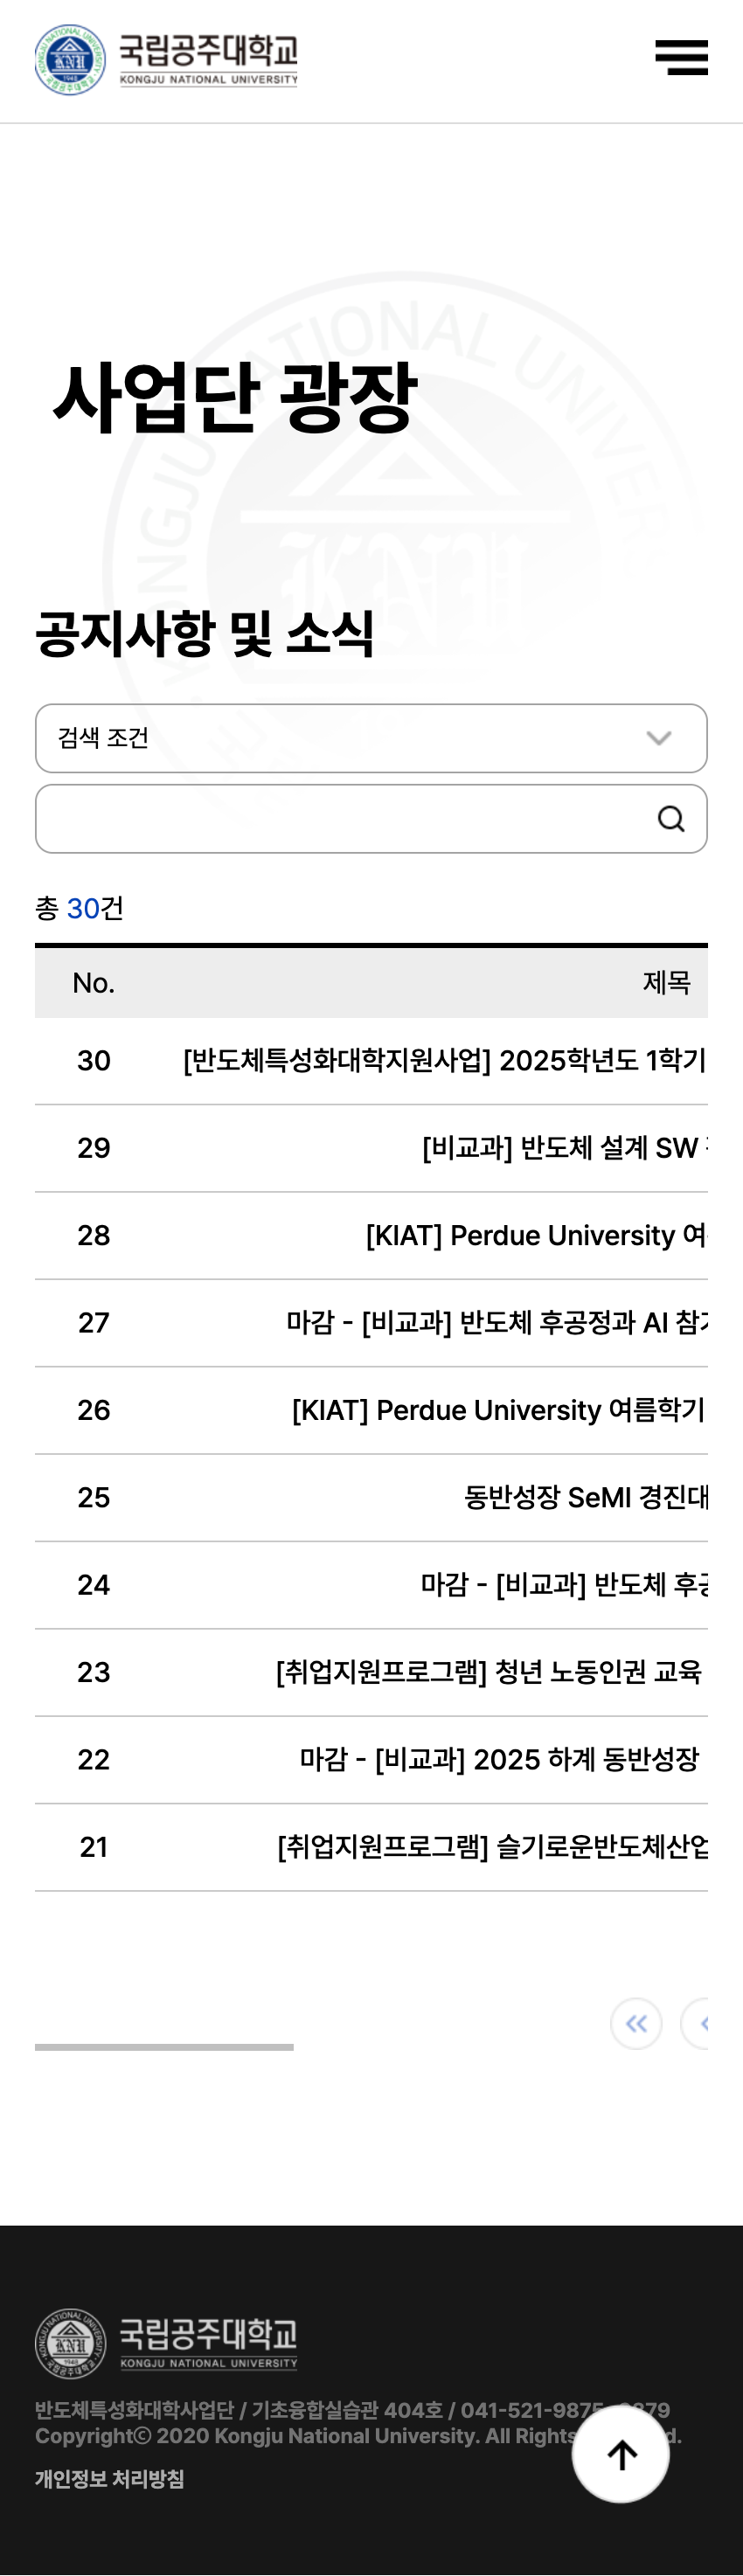 국립공주대학교
KONGJU NATIONAL UNIVERSITY
사업단 광장
공지사항 및 소식
검색 조건
총 30건
No. 제목
30 [반도체특성화대학지원사업] 2025학년도 1학기
29 [비교과] 반도체 설계 SW
28 [KIAT] Perdue University 여
27 마감 - [비교과] 반도체 후공정과 AI 참
26 [KIAT] Perdue University 여름학기
25 동반성장 SeMI 경진대
24 마감 - [비교과] 반도체 후
23 [취업지원프로그램] 청년 노동인권 교육
22 마감 - [비교과] 2025 하계 동반성장
21 [취업지원프로그램] 슬기로운반도체산업
국립공주대학교
KONGJU NATIONAL UNIVERSITY
반도체특성화대학사업단 / 기초융합실습관 404호 / 041-521-9875
Copyright© 2020 Kongju National University. All Rights
개인정보 처리방침